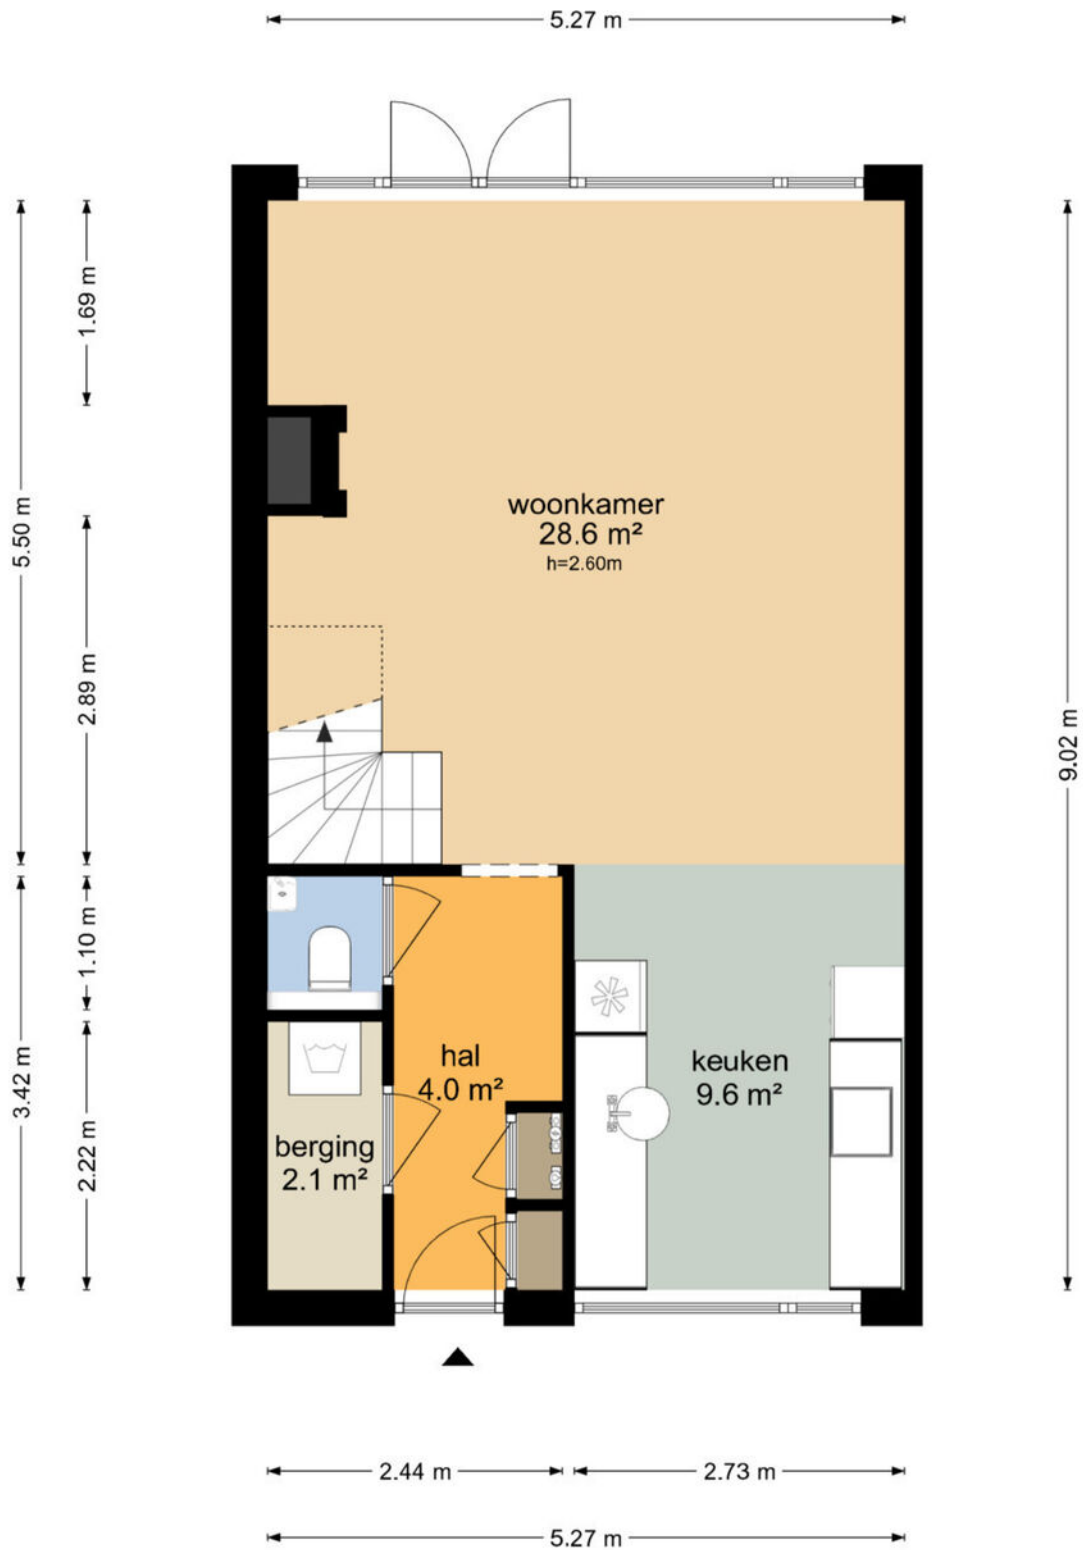 5.27 m
1.69 m
5.50 m
woonkamer
28.6 m²
h=2.60m
2.89 m
9.02 m
1.10 m
3.42 m
hal
4.0 m²
keuken
9.6 m²
2.22 m
berging
2.1 m²
2.44 m
2.73 m
5.27 m